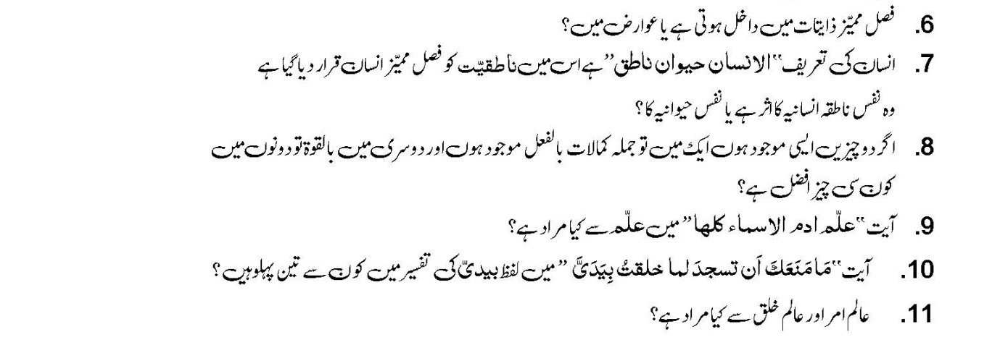 6. فصل ممیّز ذاتیات میں داخل ہوتی ہے یا عوارض میں؟
7. انسان کی تعریف "الانسان حیوان ناطق" ہے اس میں ناطقیّت کو فصل ممیّز انسان قرار دیا گیا ہے
وہ نفس ناطقہ انسانیہ کا اثر ہے یا نفس حیوانیہ کا؟
8. اگر دو چیزیں ایسی موجود ہوں ایک میں تو جملہ کمالات بالفعل موجود ہوں اور دوسری میں بالقوۃ تو دونوں میں
کون سی چیز افضل ہے؟
9. آیت "علّم ادم الاسماء کلها" میں علّم سے کیا مراد ہے؟
10. آیت "مَا مَنَعَكَ اَن تسجدَ لما خلقتُ بِيَدَىَّ" میں لفظ بیدیّ کی تفسیر میں کون سے تین پہلو ہیں؟
11. عالم امر اور عالم خلق سے کیا مراد ہے؟